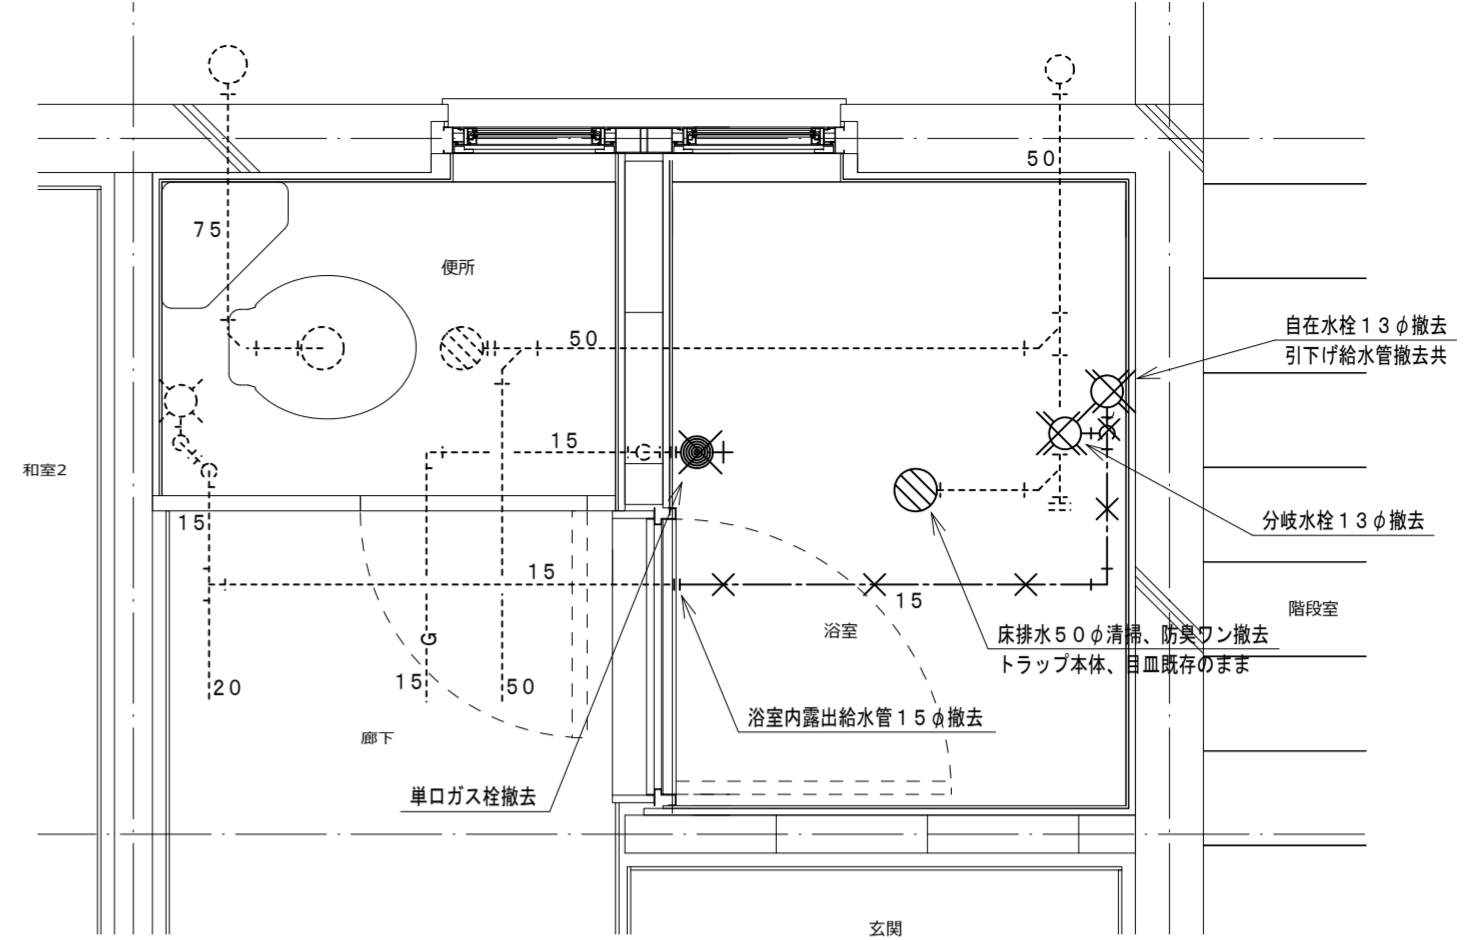 50
75
便所
50
自在水栓１３φ撤去
引下げ給水管撤去共
15
和室2
15
分岐水栓１３φ撤去
15
15
階段室
浴室
床排水５０φ清掃、防臭ワン撤去
トラップ本体、目皿既存のまま
G
15
20
50
浴室内露出給水管１５φ撤去
廊下
単口ガス栓撤去
玄関